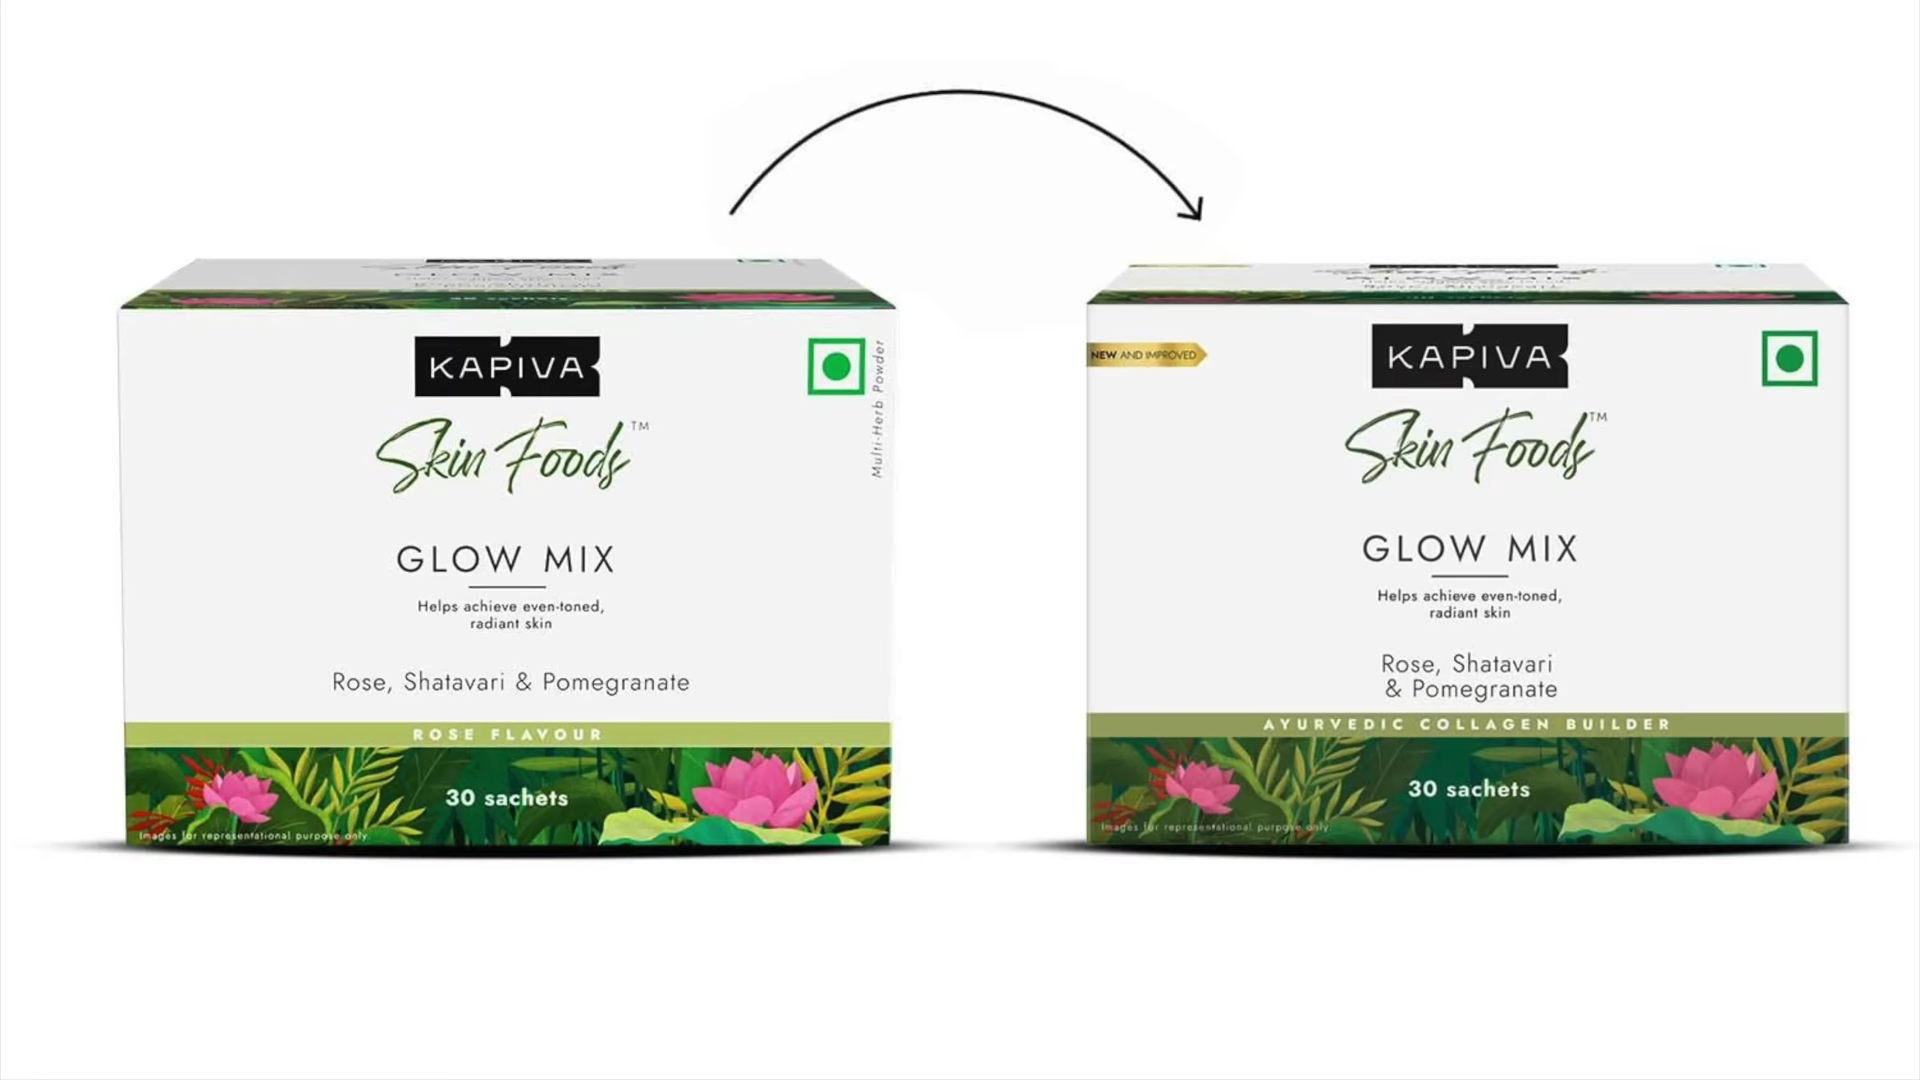 KAPIVA
Multi-Herb Powder
Skin Foods™
GLOW MIX
Helps achieve even-toned,
radiant skin
Rose, Shatavari & Pomegranate
ROSE FLAVOUR
30 sachets
Images for representational purpose only.
NEW AND IMPROVED
KAPIVA
Skin Foods™
GLOW MIX
Helps achieve even-toned,
radiant skin
Rose, Shatavari
& Pomegranate
AYURVEDIC COLLAGEN BUILDER
30 sachets
Images for representational purpose only.